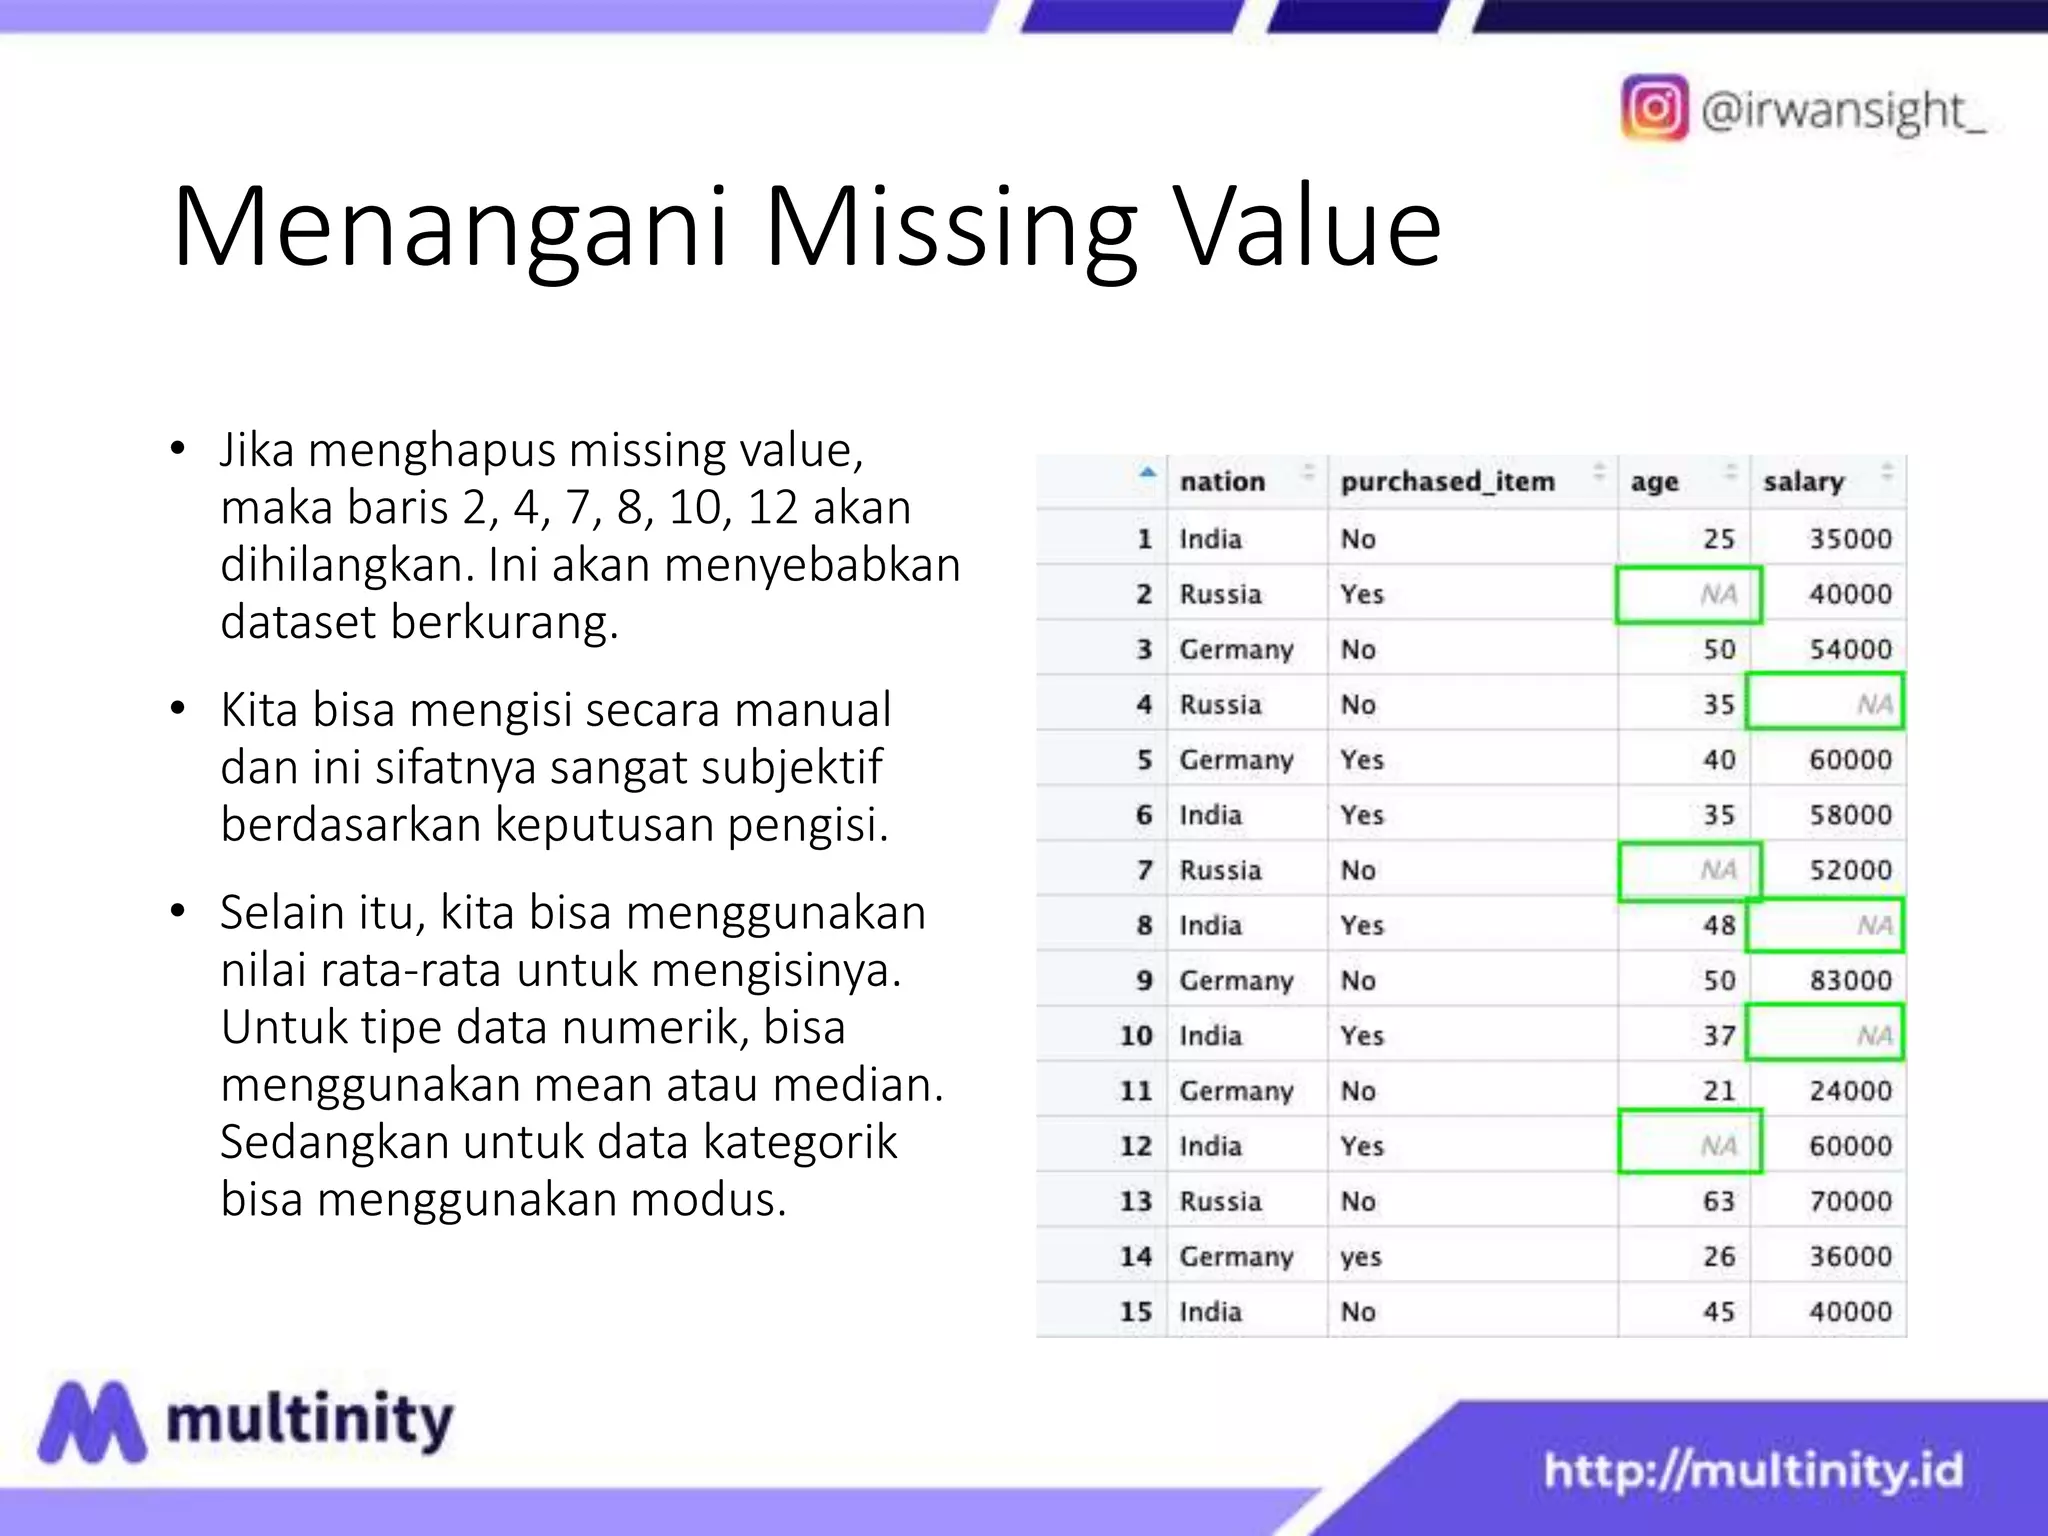 @irwansight_
Menangani Missing Value
• Jika menghapus missing value,
maka baris 2, 4, 7, 8, 10, 12 akan
dihilangkan. Ini akan menyebabkan
dataset berkurang.
• Kita bisa mengisi secara manual
dan ini sifatnya sangat subjektif
berdasarkan keputusan pengisi.
• Selain itu, kita bisa menggunakan
nilai rata-rata untuk mengisinya.
Untuk tipe data numerik, bisa
menggunakan mean atau median.
Sedangkan untuk data kategorik
bisa menggunakan modus.
nation purchased_item age salary
1 India No 25 35000
2 Russia Yes NA 40000
3 Germany No 50 54000
4 Russia No 35 NA
5 Germany Yes 40 60000
6 India Yes 35 58000
7 Russia No NA 52000
8 India Yes 48 NA
9 Germany No 50 83000
10 India Yes 37 NA
11 Germany No 21 24000
12 India Yes NA 60000
13 Russia No 63 70000
14 Germany yes 26 36000
15 India No 45 40000
multinity
http://multinity.id